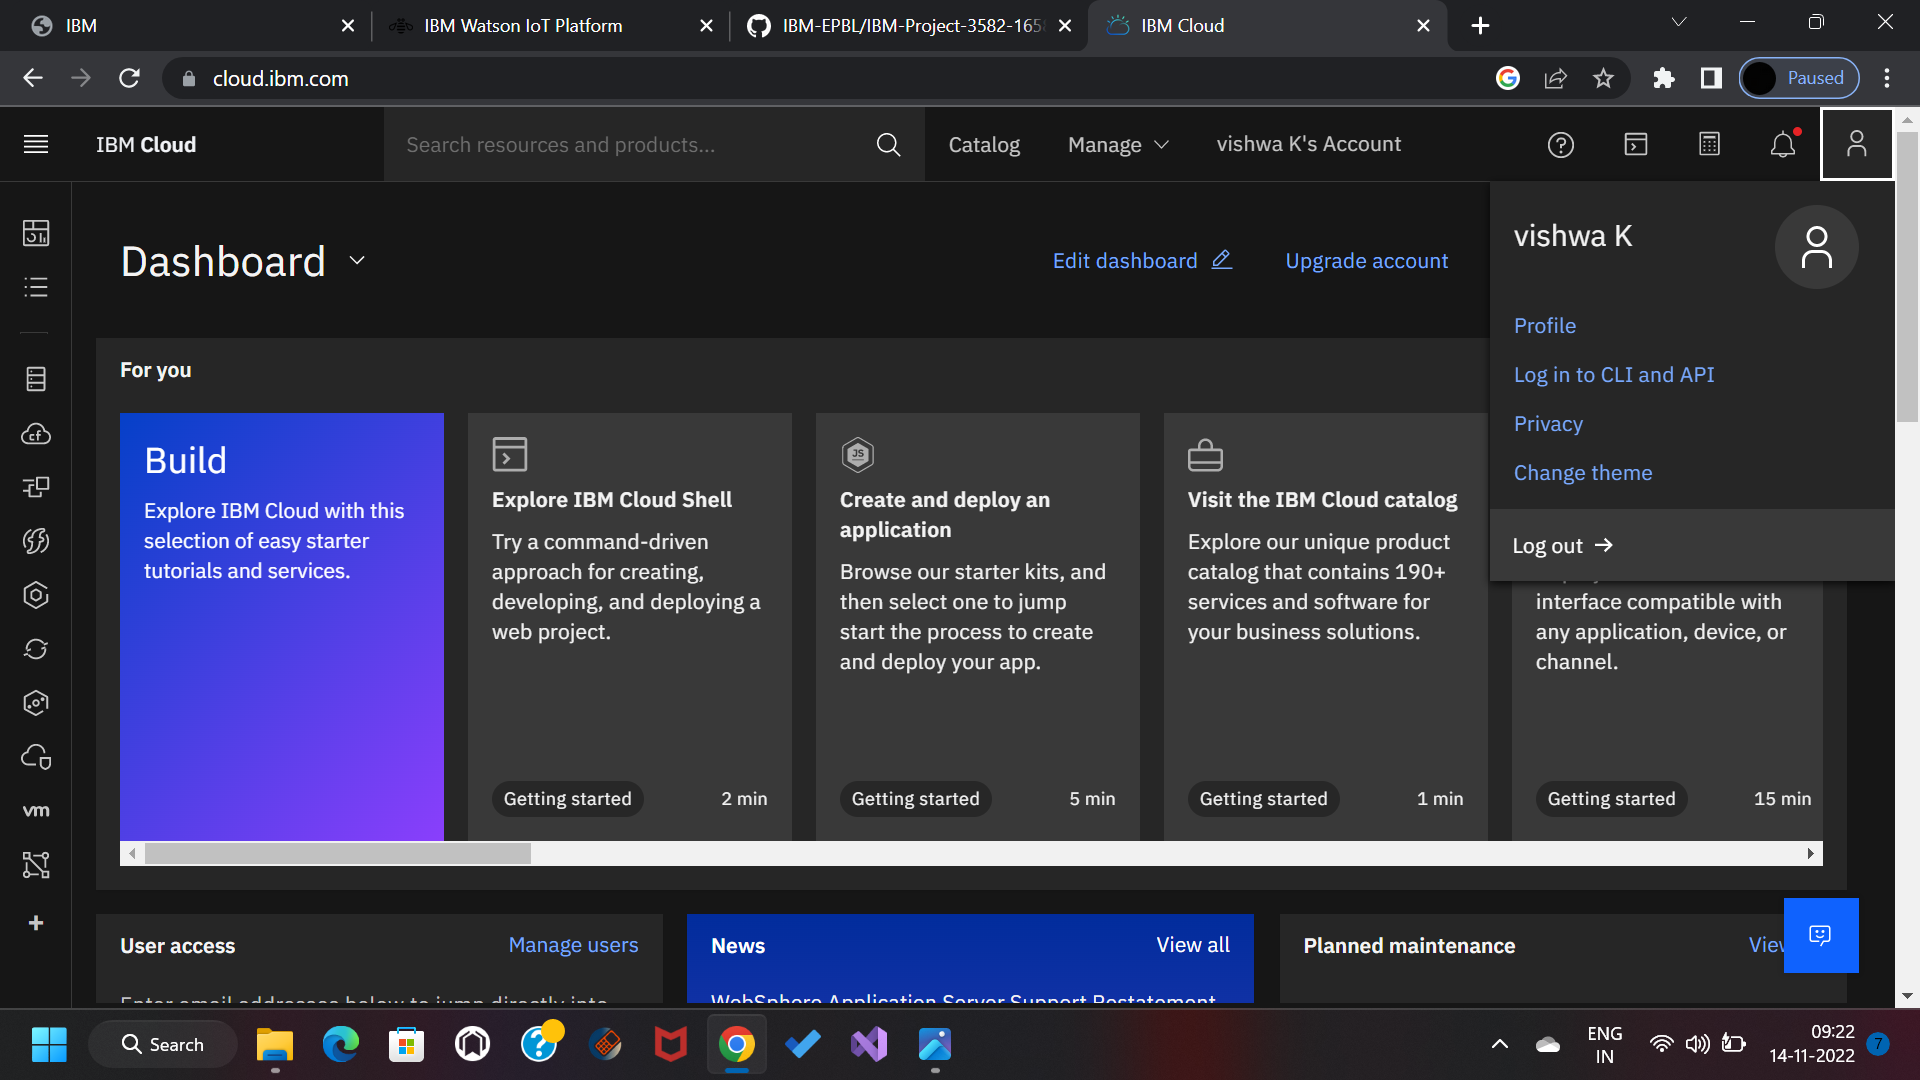 IBM
IBM Watson IoT Platform
IBM-EPBL/IBM-Project-3582-1658
IBM Cloud
cloud.ibm.com
Paused
IBM Cloud
Search resources and products...
Catalog
Manage
vishwa K's Account
Dashboard
Edit dashboard
Upgrade account
vishwa K
Profile
Log in to CLI and API
Privacy
Change theme
Log out
For you
Build
Explore IBM Cloud with this
selection of easy starter
tutorials and services.
Explore IBM Cloud Shell
Try a command-driven
approach for creating,
developing, and deploying a
web project.
Getting started
2 min
JS
Create and deploy an
application
Browse our starter kits, and
then select one to jump
start the process to create
and deploy your app.
Getting started
5 min
Visit the IBM Cloud catalog
Explore our unique product
catalog that contains 190+
services and software for
your business solutions.
Getting started
1 min
interface compatible with
any application, device, or
channel.
Getting started
15 min
cf
vm
User access
Manage users
Enter email addresses below to jump directly into
News
View all
WebSphere Application Server Support Restatement
Planned maintenance
View
Search
ENG
IN
09:22
14-11-2022
7